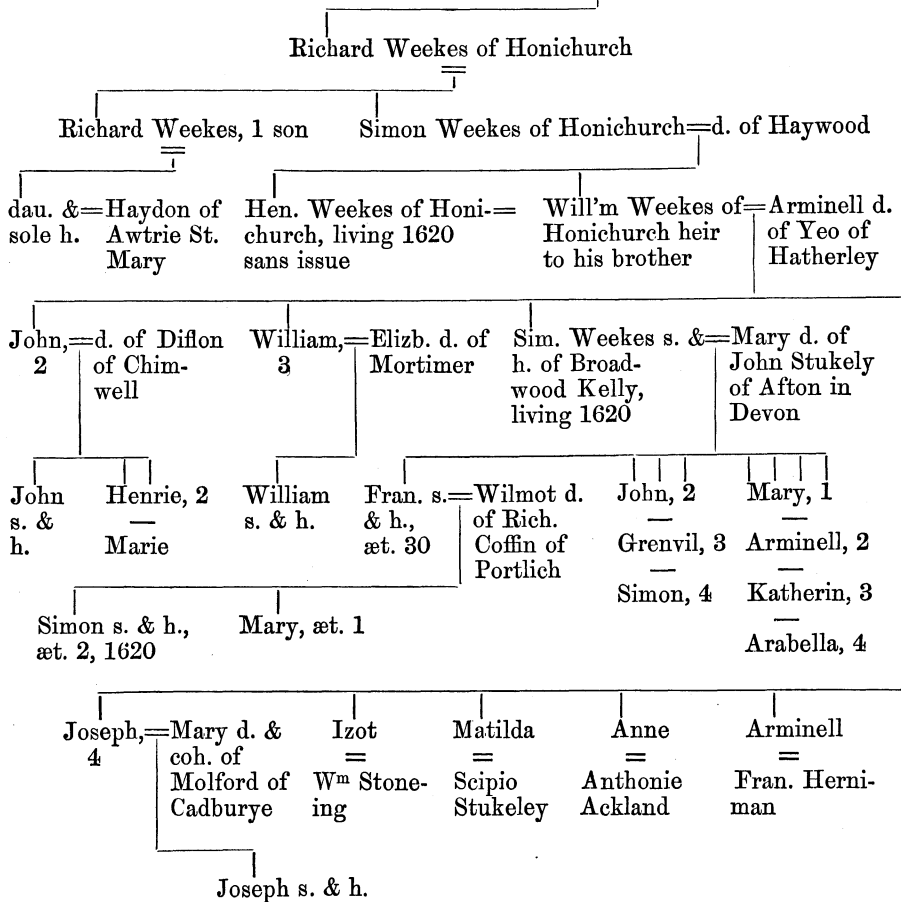 Richard Weekes of Honichurch
=
Richard Weekes, 1 son
=
Simon Weekes of Honichurch=d. of Haywood
dau. &=Haydon of
sole h. Awtrie St.
Mary
Hen. Weekes of Honi-=
church, living 1620
sans issue
Will'm Weekes of=Arminell d.
Honichurch heir of Yeo of
to his brother Hatherley
John,=d. of Diflon
2 of Chim-
well
William,=Elizb. d. of
3 Mortimer
Sim. Weekes s. &=Mary d. of
h. of Broad- John Stukely
wood Kelly, of Afton in
living 1620 Devon
John
s. &
h.
Henrie, 2
—
Marie
William
s. & h.
Fran. s.=Wilmot d.
& h., of Rich.
æt. 30 Coffin of
Portlich
John, 2
—
Grenvil, 3
—
Simon, 4
Mary, 1
—
Arminell, 2
—
Katherin, 3
—
Arabella, 4
Simon s. & h.,
æt. 2, 1620
Mary, æt. 1
Joseph,=Mary d. &
4 coh. of
Molford of
Cadburye
Izot
=
Wm Stone-
ing
Matilda
=
Scipio
Stukeley
Anne
=
Anthonie
Ackland
Arminell
=
Fran. Herni-
man
Joseph s. & h.